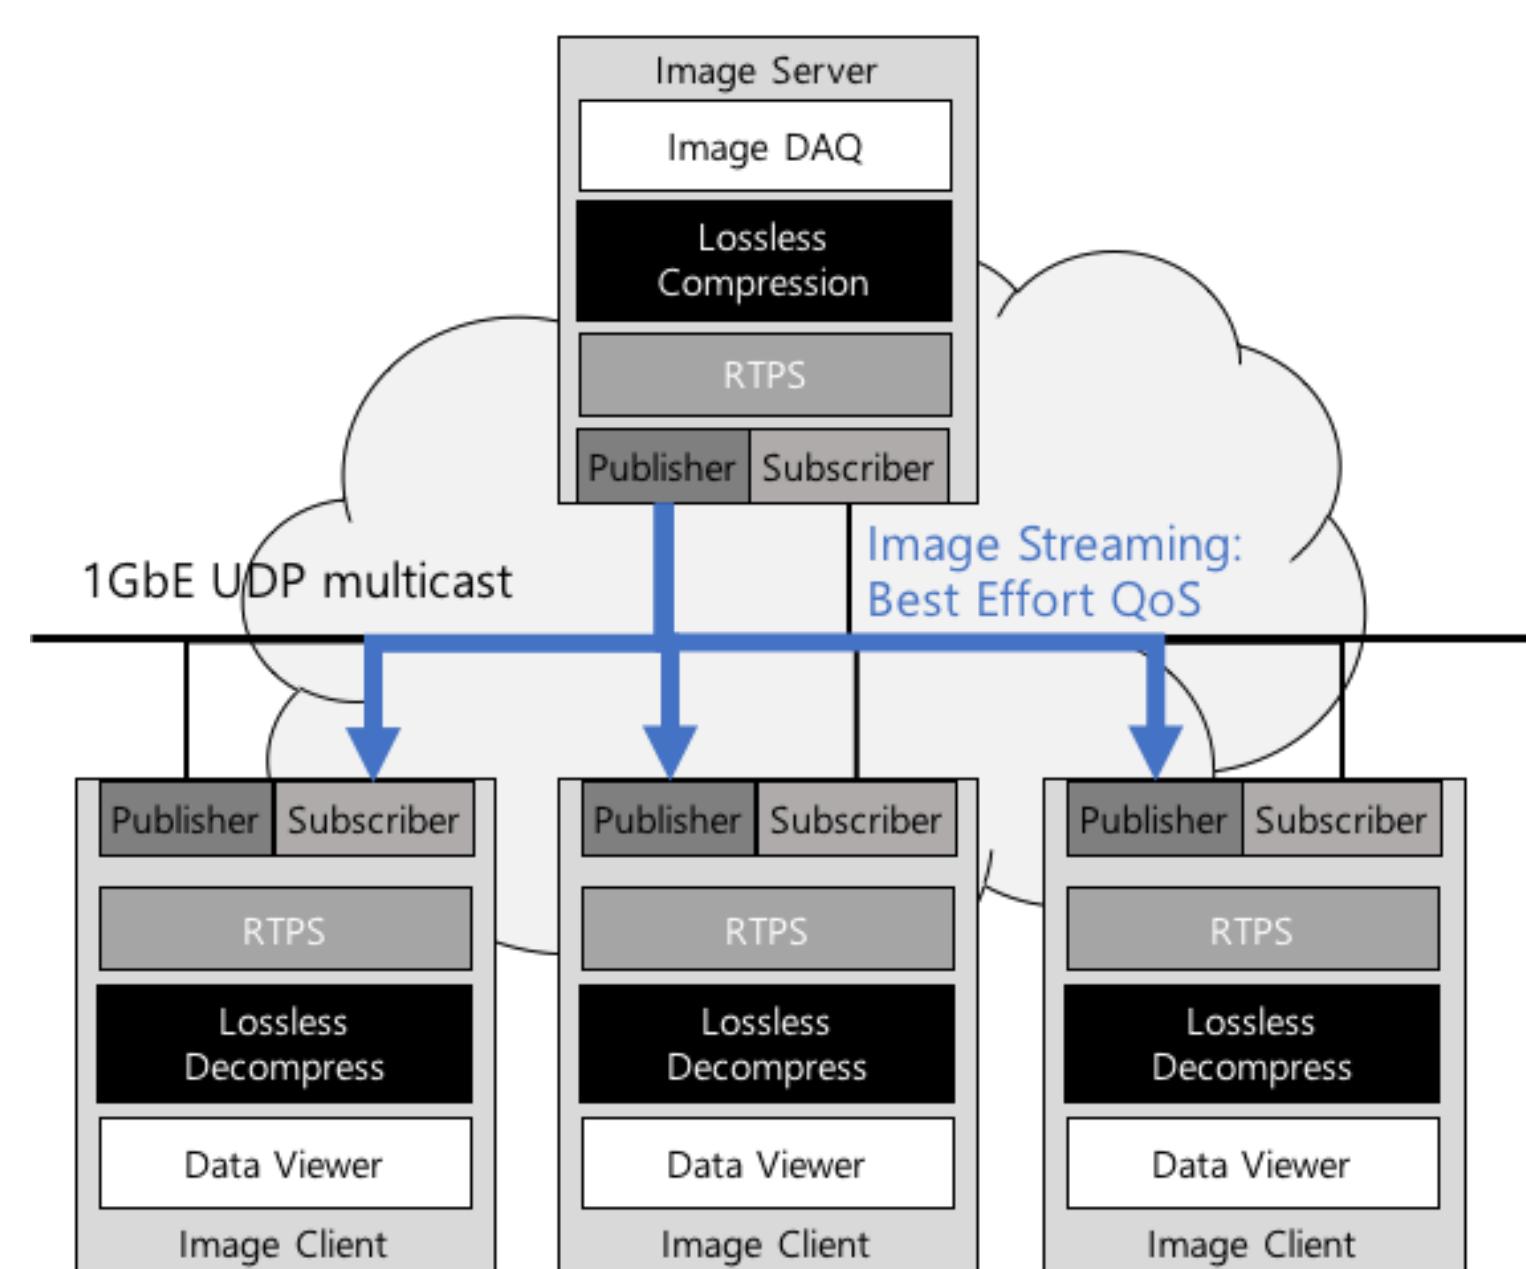 Image Server
Image DAQ
Lossless
Compression
RTPS
Publisher Subscriber
Image Streaming:
Best Effort QoS
1GbE UDP multicast
Publisher Subscriber
RTPS
Lossless
Decompress
Data Viewer
Image Client
Publisher Subscriber
RTPS
Lossless
Decompress
Data Viewer
Image Client
Publisher Subscriber
RTPS
Lossless
Decompress
Data Viewer
Image Client